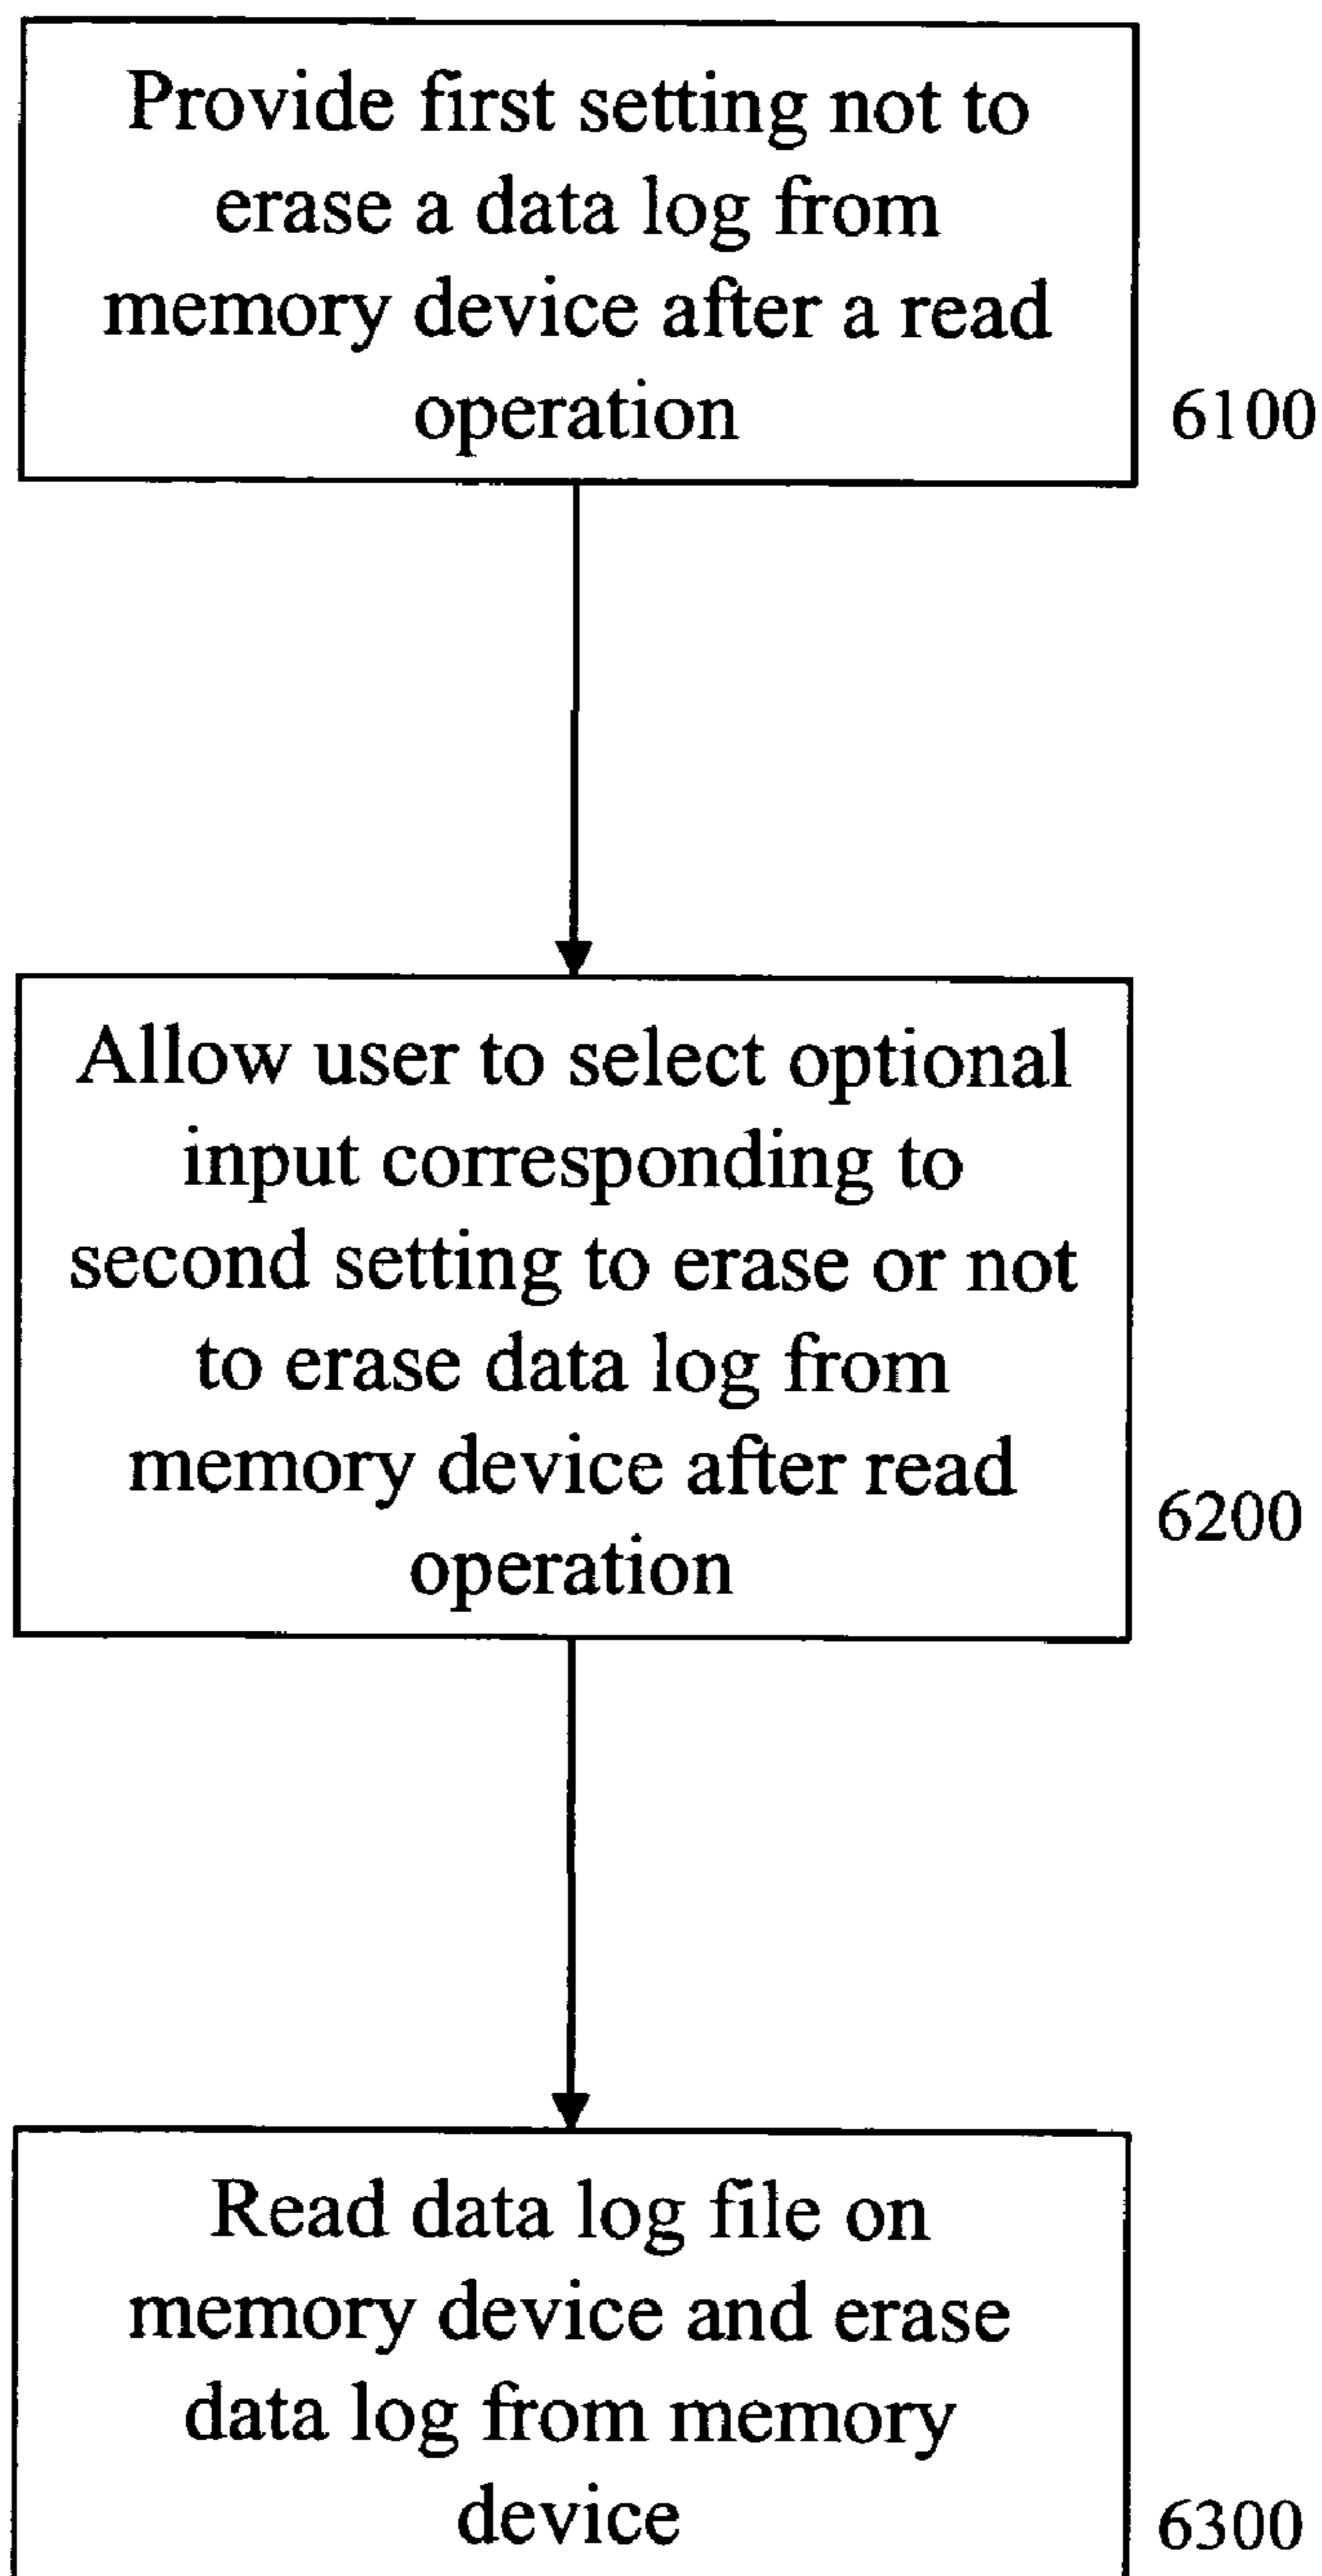 Provide first setting not to
erase a data log from
memory device after a read
operation
6100
Allow user to select optional
input corresponding to
second setting to erase or not
to erase data log from
memory device after read
operation
6200
Read data log file on
memory device and erase
data log from memory
device
6300